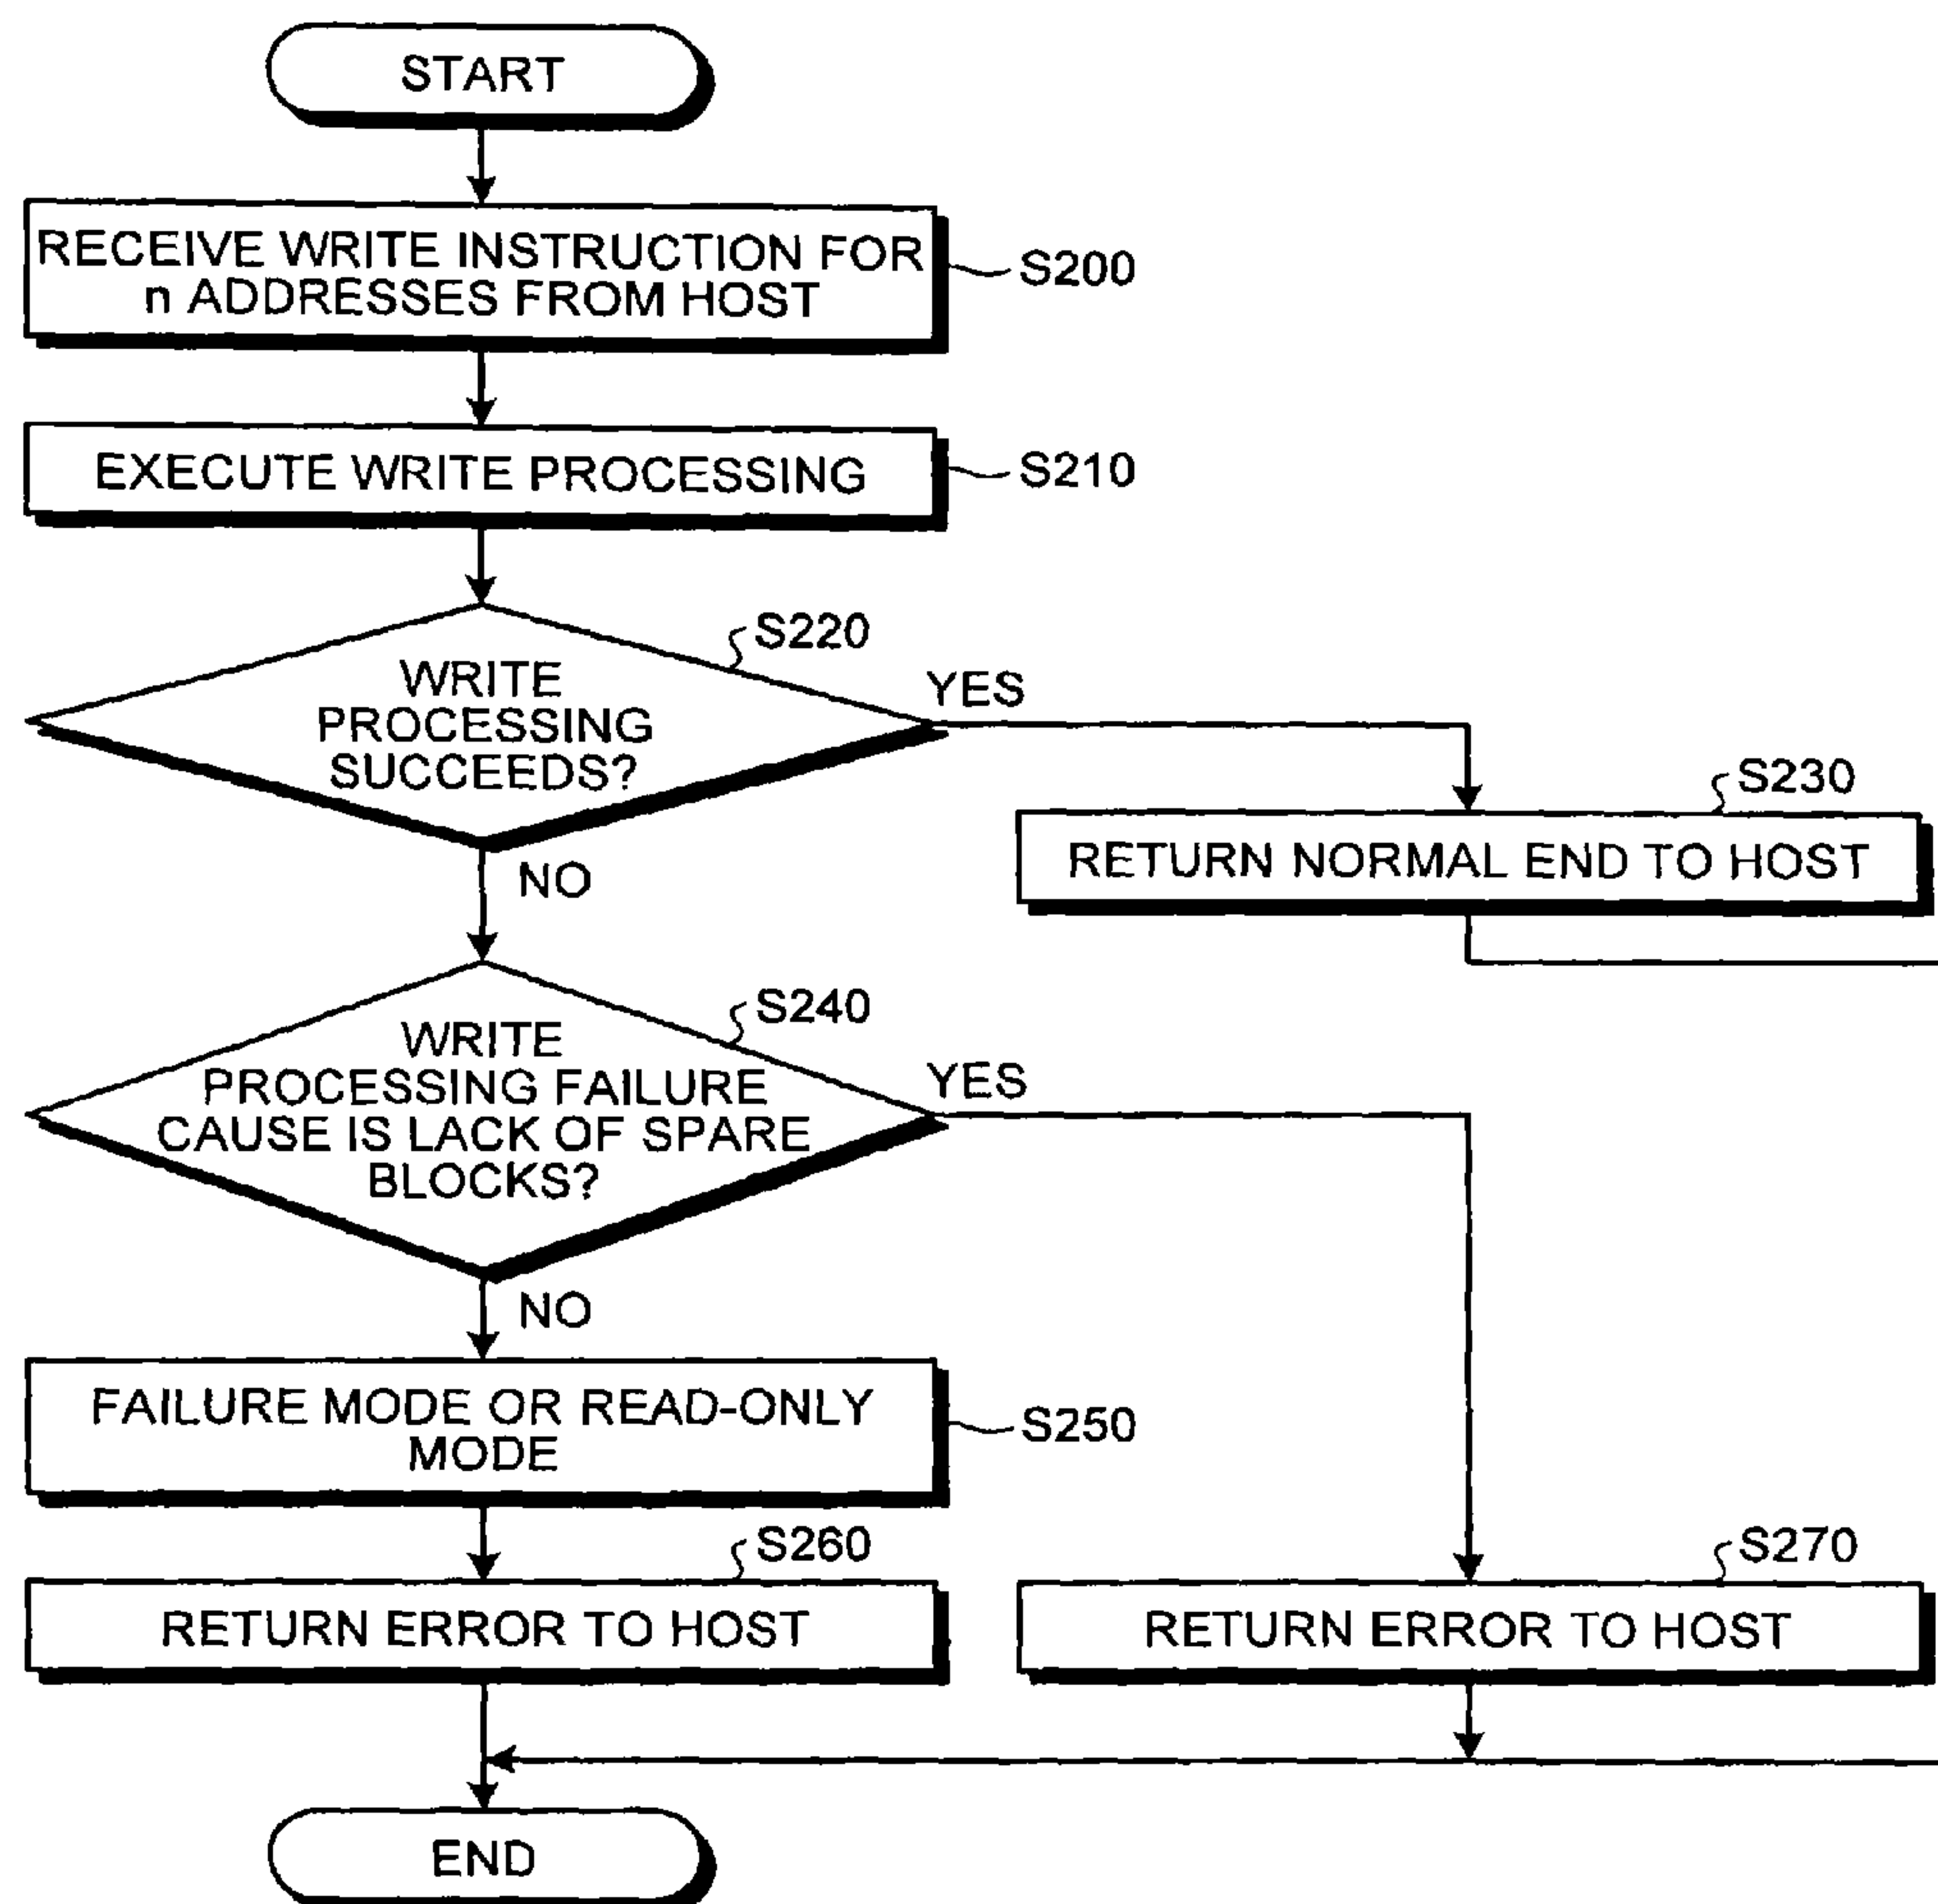 START
RECEIVE WRITE INSTRUCTION FOR
n ADDRESSES FROM HOST
S200
EXECUTE WRITE PROCESSING
S210
S220
WRITE
PROCESSING
SUCCEEDS?
YES
NO
S230
RETURN NORMAL END TO HOST
S240
WRITE
PROCESSING FAILURE
CAUSE IS LACK OF SPARE
BLOCKS?
YES
NO
FAILURE MODE OR READ-ONLY
MODE
S250
S260
RETURN ERROR TO HOST
S270
RETURN ERROR TO HOST
END